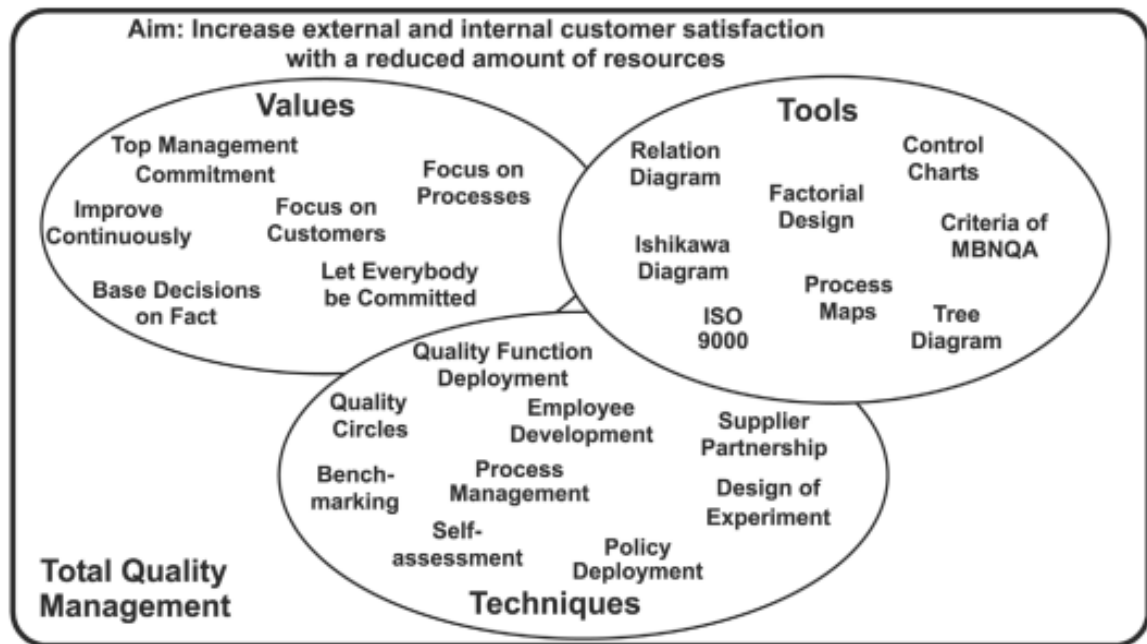 Aim: Increase external and internal customer satisfaction
with a reduced amount of resources
Values
Top Management
Commitment
Focus on
Processes
Improve
Continuously
Focus on
Customers
Base Decisions
on Fact
Let Everybody
be Committed
Tools
Relation
Diagram
Control
Charts
Factorial
Design
Criteria of
MBNQA
Ishikawa
Diagram
Process
Maps
ISO
9000
Tree
Diagram
Quality Function
Deployment
Quality
Circles
Employee
Development
Supplier
Partnership
Bench-
marking
Process
Management
Design of
Experiment
Self-
assessment
Policy
Deployment
Techniques
Total Quality
Management